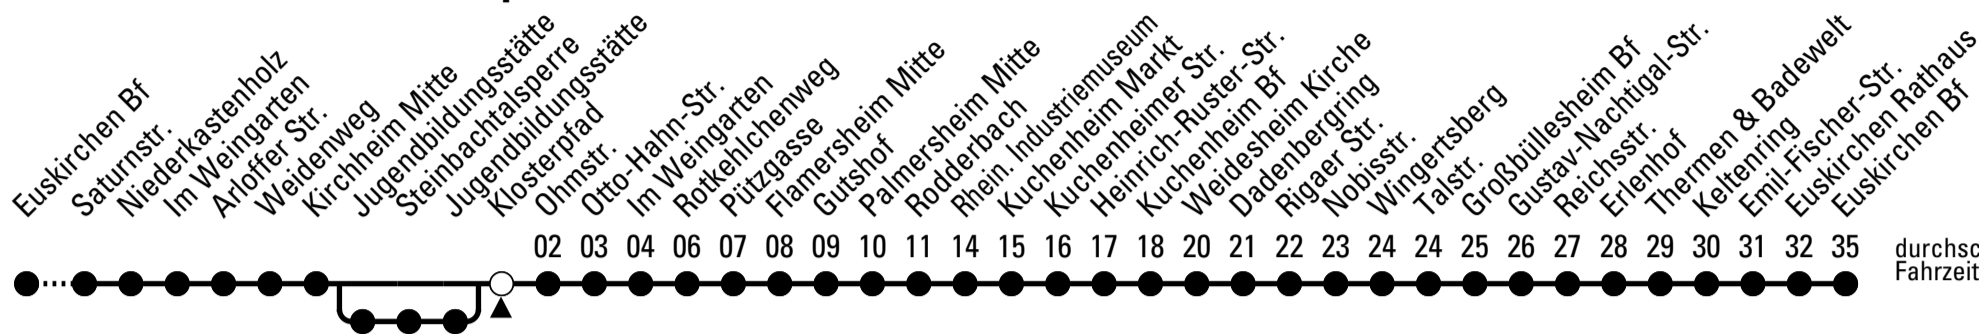 Euskirchen Bf
Saturnstr.
Niederkastenholz
Im Weingarten
Arloffer Str.
Weidenweg
Kirchheim Mitte
Jugendbildungsstätte
Steinbachtalsperre
Jugendbildungsstätte
Klosterpfad
Ohmstr.
Otto-Hahn-Str.
Im Weingarten
Rotkehlchenweg
Pützgasse
Flamersheim Mitte
Gutshof
Palmersheim Mitte
Rodderbach
Rhein. Industriemuseum
Kuchenheim Markt
Kuchenheimer Str.
Heinrich-Ruster-Str.
Kuchenheim Bf
Weidesheim Kirche
Dadenbergring
Rigaer Str.
Nobisstr.
Wingertsberg
Talstr.
Großbüllesheim Bf
Gustav-Nachtigal-Str.
Reichsstr.
Erlenhof
Thermen & Badewelt
Keltenring
Emil-Fischer-Str.
Euskirchen Rathaus
Euskirchen Bf
02 03 04 06 07 08 09 10 11 14 15 16 17 18 20 21 22 23 24 24 25 26 27 28 29 30 31 32 35
durchsc
Fahrzeit